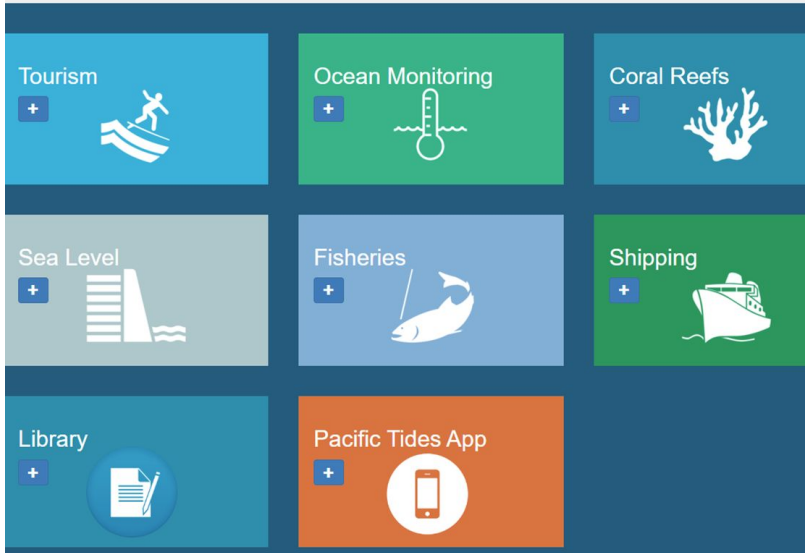 Tourism
Ocean Monitoring
Coral Reefs
Sea Level
Fisheries
Shipping
Library
Pacific Tides App